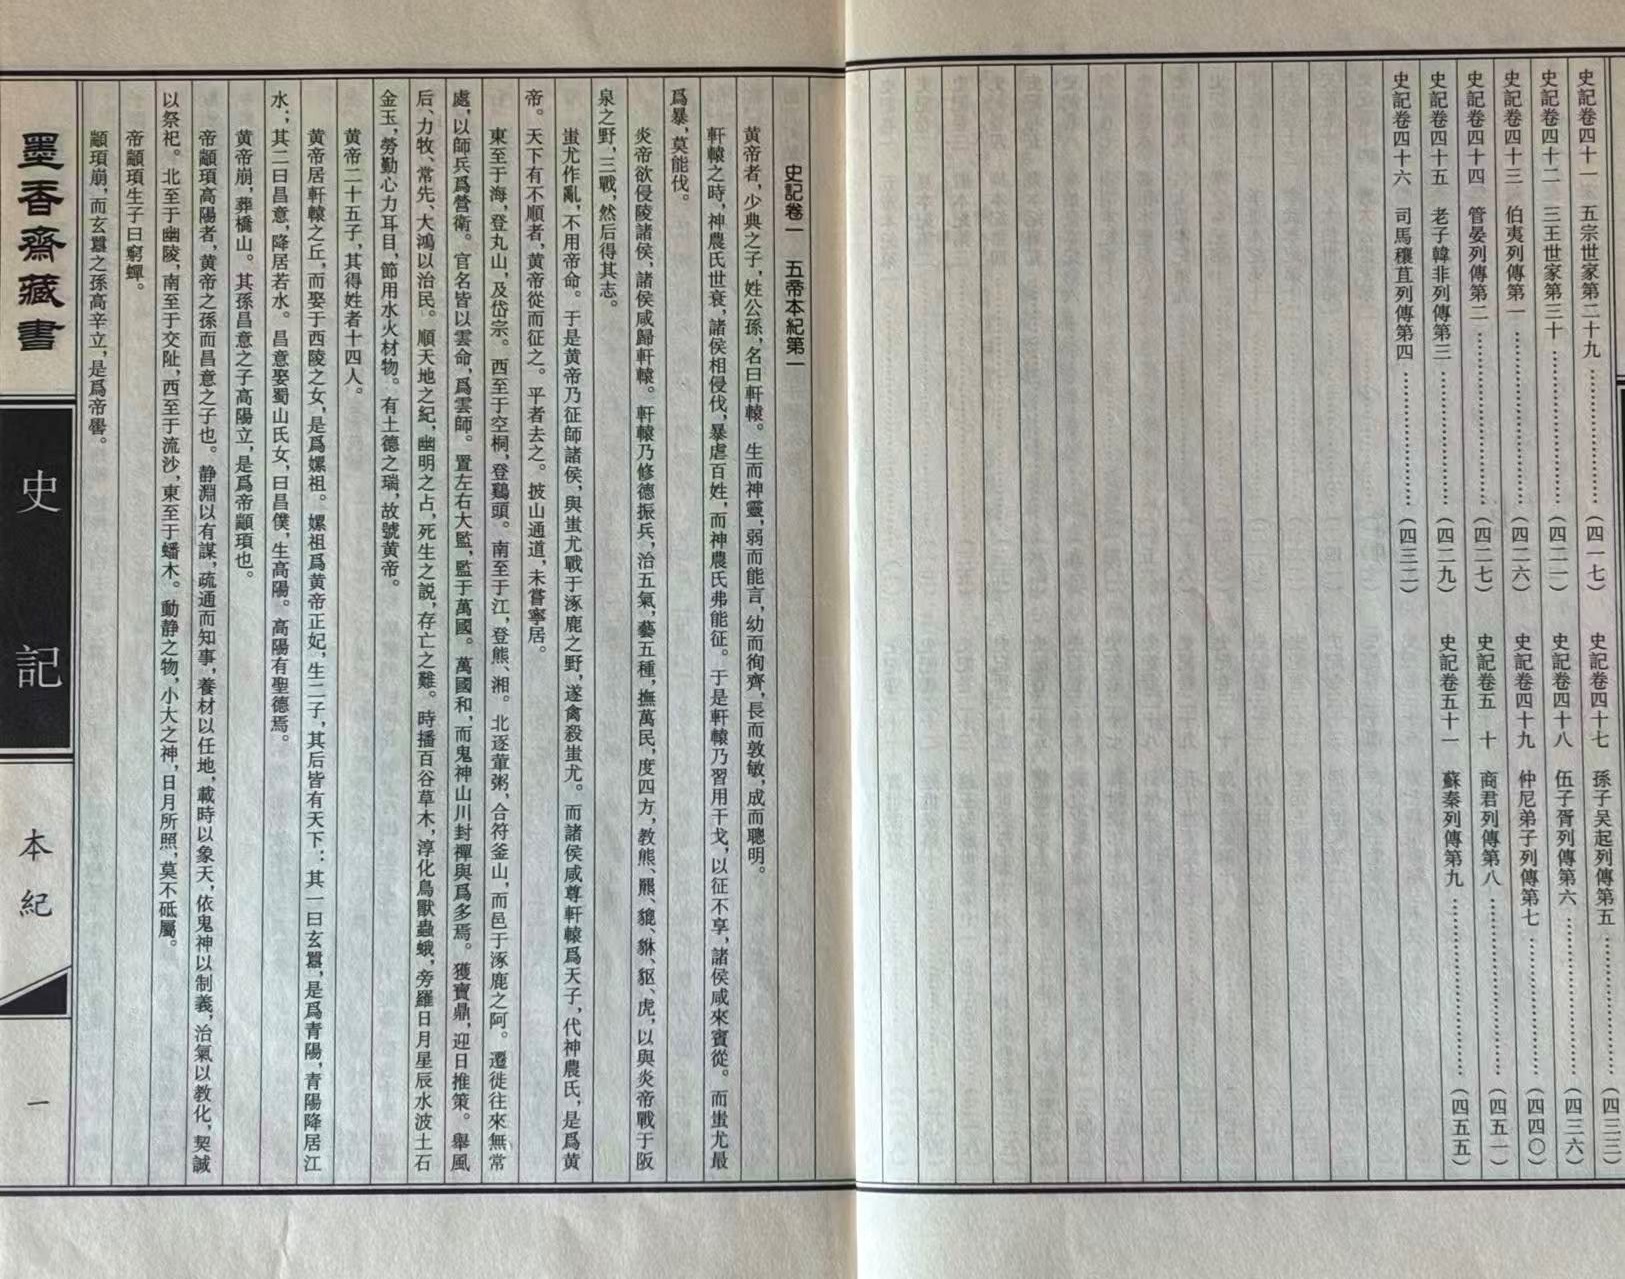 史記卷四十一　五宗世家第二十九……………………(四一七)
史記卷四十二　三王世家第三十……………………(四二一)
史記卷四十三　伯夷列傳第一……………………(四二六)
史記卷四十四　管晏列傳第二……………………(四二七)
史記卷四十五　老子韓非列傳第三……………………(四二九)
史記卷四十六　司馬穰苴列傳第四……………………(四三二)
史記卷四十七　孫子吴起列傳第五……………………(四三三)
史記卷四十八　伍子胥列傳第六……………………(四三六)
史記卷四十九　仲尼弟子列傳第七……………………(四四〇)
史記卷五　十　商君列傳第八……………………(四五一)
史記卷五十一　蘇秦列傳第九……………………(四五五)
史記卷一　五帝本紀第一
黄帝者，少典之子，姓公孫，名曰軒轅。生而神靈，弱而能言，幼而徇齊，長而敦敏，成而聰明。
軒轅之時，神農氏世衰，諸侯相侵伐，暴虐百姓，而神農氏弗能征。于是軒轅乃習用干戈，以征不享，諸侯咸來賓從。而蚩尤最
爲暴，莫能伐。
炎帝欲侵陵諸侯，諸侯咸歸軒轅。軒轅乃修德振兵，治五氣，藝五種，撫萬民，度四方，教熊、羆、貔、貅、貙、虎，以與炎帝戰于阪
泉之野，三戰，然后得其志。
蚩尤作亂，不用帝命。于是黄帝乃征師諸侯，與蚩尤戰于涿鹿之野，遂禽殺蚩尤。而諸侯咸尊軒轅爲天子，代神農氏，是爲黄
帝。天下有不順者，黄帝從而征之。平者去之。披山通道，未嘗寧居。
東至于海，登丸山，及岱宗。西至于空桐，登鷄頭。南至于江，登熊、湘。北逐葷粥，合符釜山，而邑于涿鹿之阿。遷徙往來無常
處，以師兵爲營衛。官名皆以雲命，爲雲師。置左右大監，監于萬國。萬國和，而鬼神山川封禪與爲多焉。獲寶鼎，迎日推策。舉風
后、力牧、常先、大鴻以治民。順天地之紀，幽明之占，死生之説，存亡之難。時播百谷草木，淳化鳥獸蟲蛾，旁羅日月星辰水波土石
金玉，勞勤心力耳目，節用水火材物。有土德之瑞，故號黄帝。
黄帝二十五子，其得姓者十四人。
黄帝居軒轅之丘，而娶于西陵之女，是爲嫘祖。嫘祖爲黄帝正妃，生二子，其后皆有天下：其一曰玄囂，是爲青陽，青陽降居江
水；其二曰昌意，降居若水。昌意娶蜀山氏女，曰昌僕，生高陽。高陽有聖德焉。
黄帝崩，葬橋山。其孫昌意之子高陽立，是爲帝顓頊也。
帝顓頊高陽者，黄帝之孫而昌意之子也。静淵以有謀，疏通而知事，養材以任地，載時以象天，依鬼神以制義，治氣以教化，契誠
以祭祀。北至于幽陵，南至于交阯，西至于流沙，東至于蟠木。動静之物，小大之神，日月所照，莫不砥屬。
帝顓頊生子曰窮蟬。
顓頊崩，而玄囂之孫高辛立，是爲帝嚳。
墨香齋藏書
史記
本紀
一